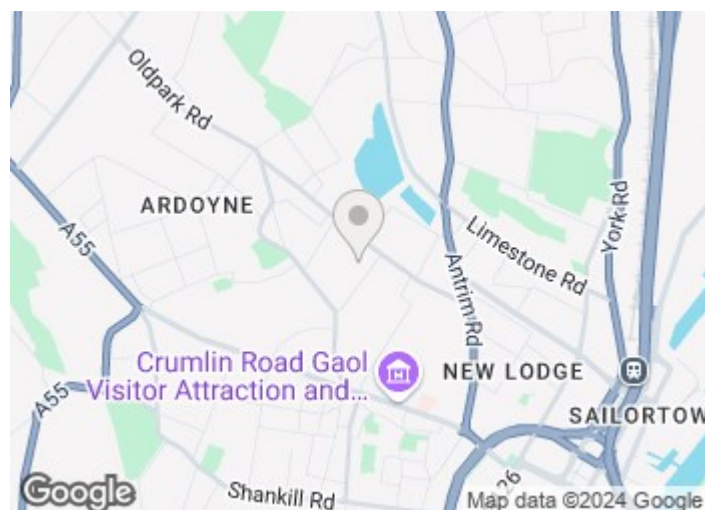 Oldpark Rd
ARDOYNE
A55
Limestone Rd
York Rd
Antrim Rd
Crumlin Road Gaol
Visitor Attraction and...
NEW LODGE
SAILORTOW
A55
Shankill Rd
Google
Map data ©2024 Google